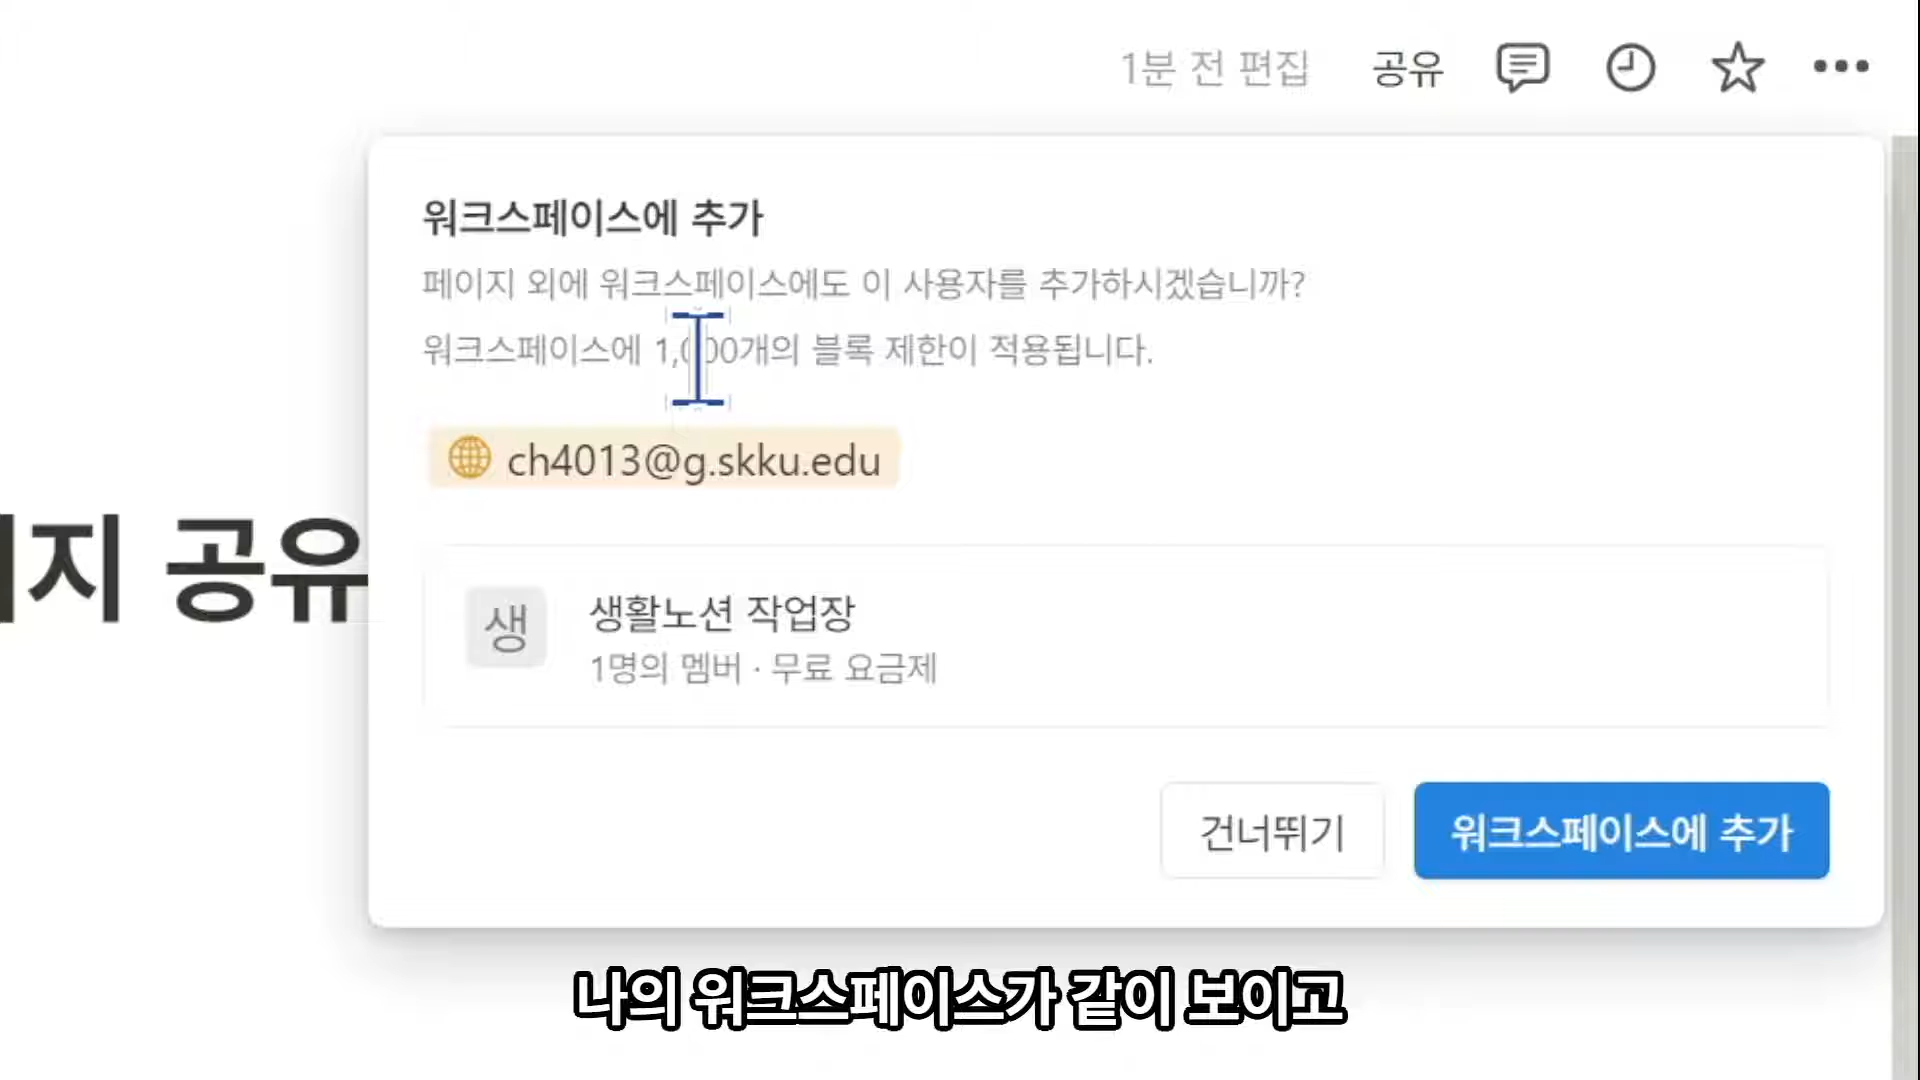 1분 전 편집 공유
워크스페이스에 추가
페이지 외에 워크스페이스에도 이 사용자를 추가하시겠습니까?
워크스페이스에 1,000개의 블록 제한이 적용됩니다.
ch4013@g.skku.edu
지 공유
생
생활노션 작업장
1명의 멤버 · 무료 요금제
건너뛰기
워크스페이스에 추가
나의 워크스페이스가 같이 보이고